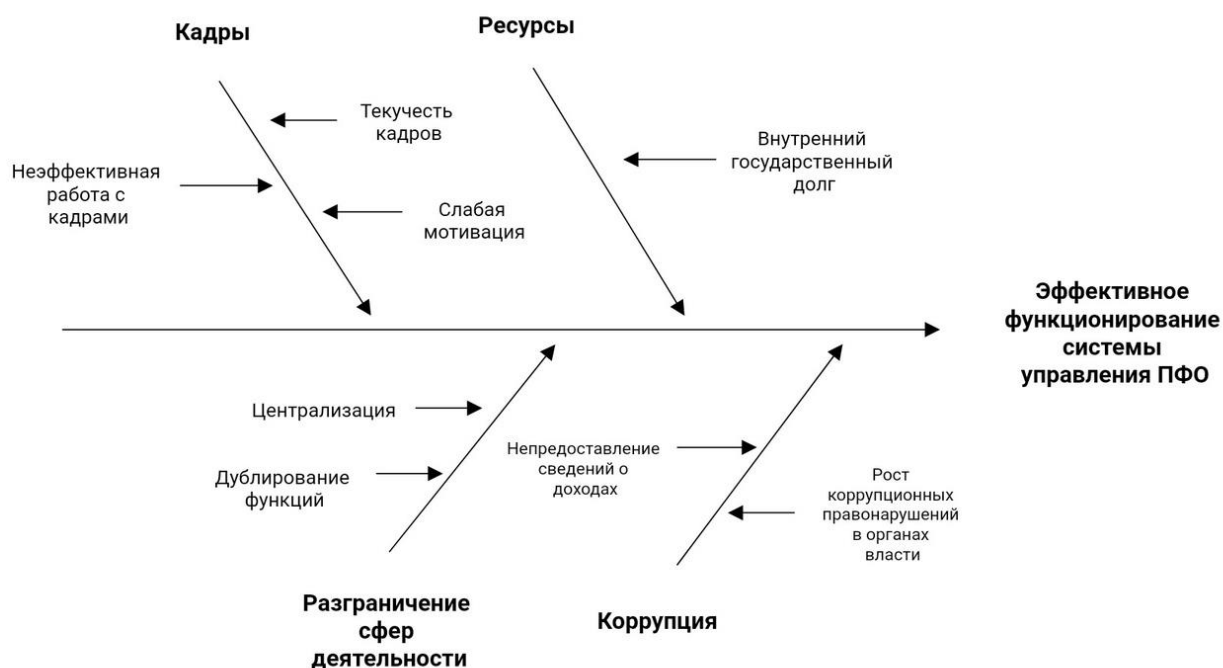 Кадры
Ресурсы
Текучесть
кадров
Внутренний
государственный
долг
Неэффективная
работа с
кадрами
Слабая
мотивация
Эффективное
функционирование
системы
управления ПФО
Централизация
Непредоставление
сведений о
доходах
Дублирование
функций
Рост
коррупционных
правонарушений
в органах
власти
Разграничение
сфер
деятельности
Коррупция